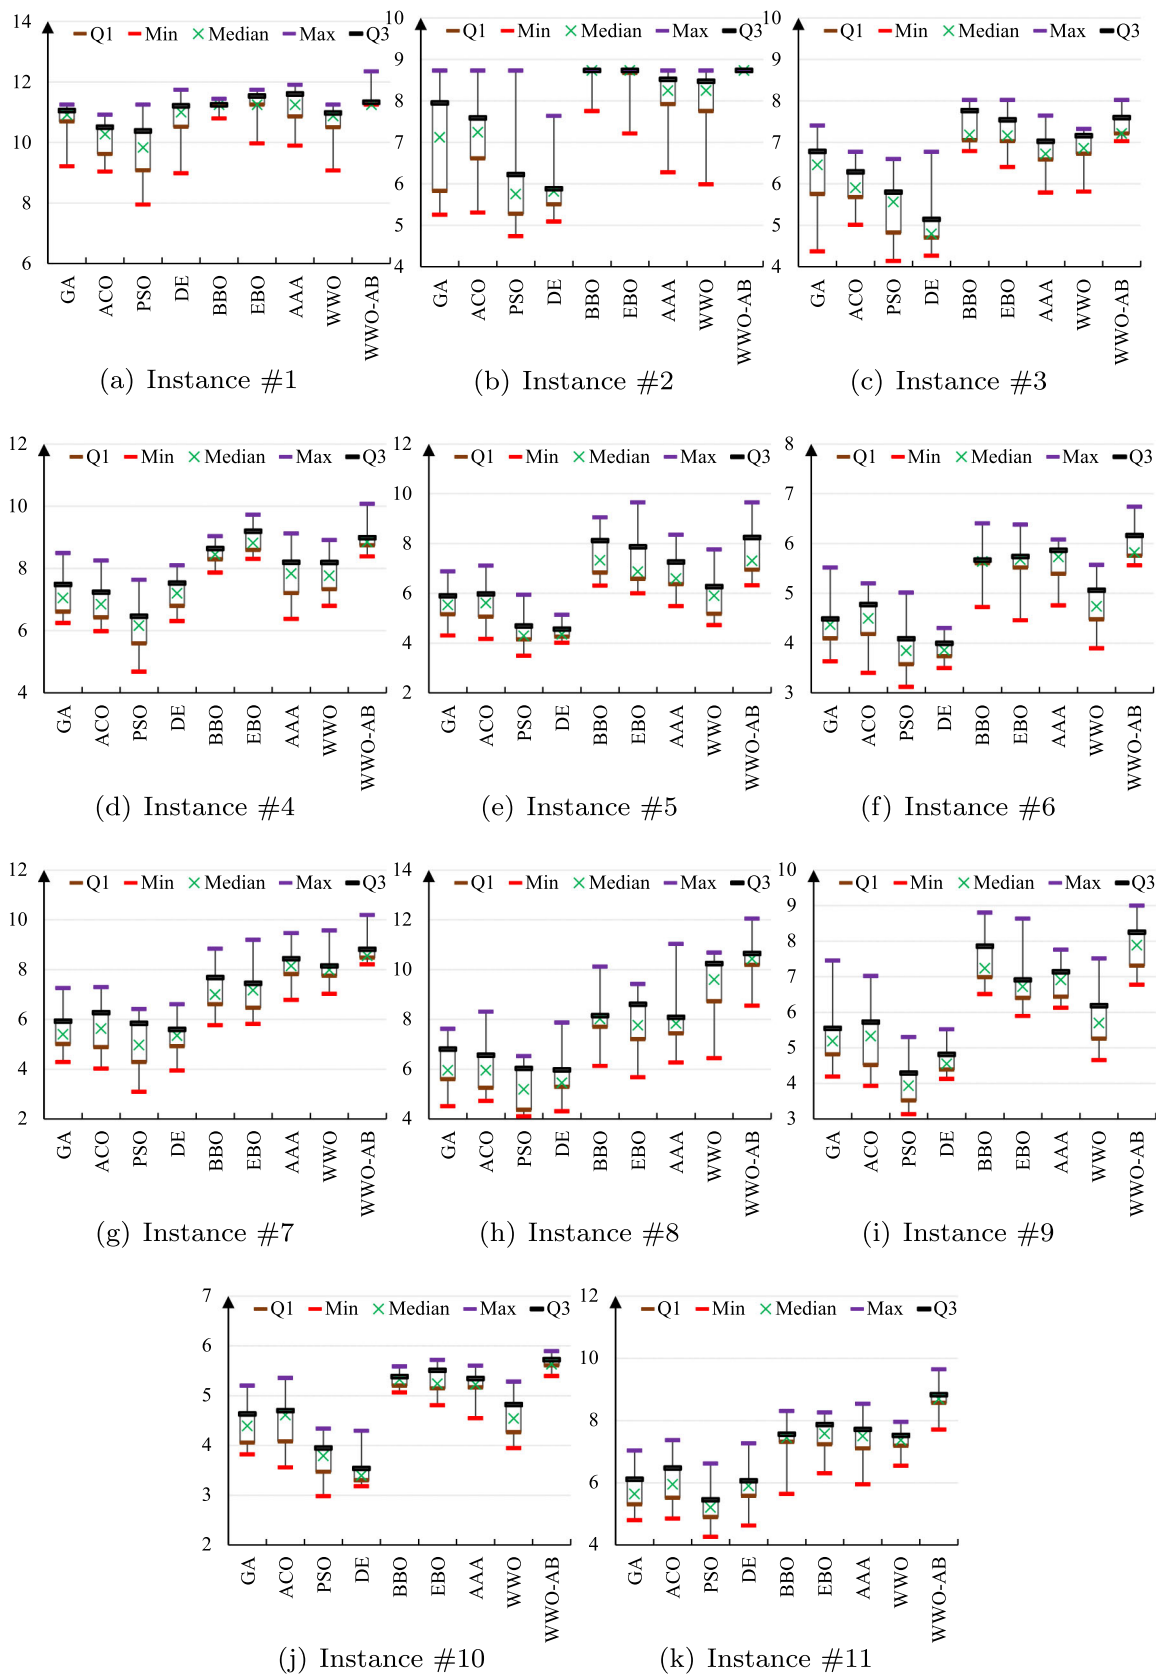 14
Q1 Min Median Max Q3
12
10
8
6
GA ACO PSO DE BBO EBO AAA WWO WWO-AB
(a) Instance #1
10
Q1 Min Median Max Q3
9
8
7
6
5
4
GA ACO PSO DE BBO EBO AAA WWO WWO-AB
(b) Instance #2
10
Q1 Min Median Max Q3
9
8
7
6
5
4
GA ACO PSO DE BBO EBO AAA WWO WWO-AB
(c) Instance #3
12
Q1 Min Median Max Q3
10
8
6
4
GA ACO PSO DE BBO EBO AAA WWO WWO-AB
(d) Instance #4
12
Q1 Min Median Max Q3
10
8
6
4
2
GA ACO PSO DE BBO EBO AAA WWO WWO-AB
(e) Instance #5
8
Q1 Min Median Max Q3
7
6
5
4
3
GA ACO PSO DE BBO EBO AAA WWO WWO-AB
(f) Instance #6
12
Q1 Min Median Max Q3
10
8
6
4
2
GA ACO PSO DE BBO EBO AAA WWO WWO-AB
(g) Instance #7
14
Q1 Min Median Max Q3
12
10
8
6
4
GA ACO PSO DE BBO EBO AAA WWO WWO-AB
(h) Instance #8
10
Q1 Min Median Max Q3
9
8
7
6
5
4
3
GA ACO PSO DE BBO EBO AAA WWO WWO-AB
(i) Instance #9
7
Q1 Min Median Max Q3
6
5
4
3
2
GA ACO PSO DE BBO EBO AAA WWO WWO-AB
(j) Instance #10
12
Q1 Min Median Max Q3
10
8
6
4
GA ACO PSO DE BBO EBO AAA WWO WWO-AB
(k) Instance #11